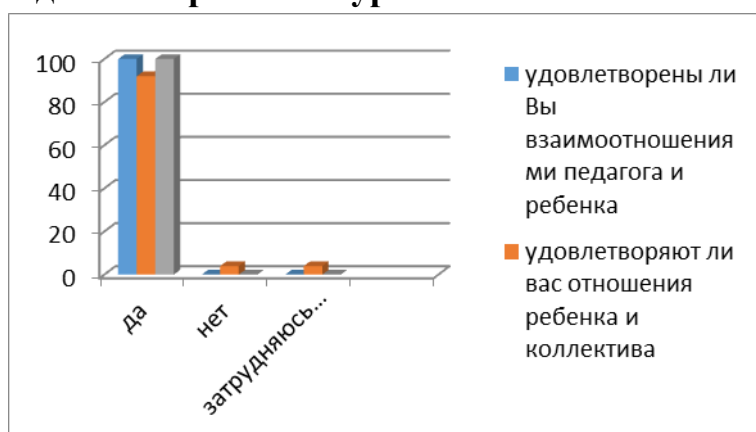 100
80
60
40
20
0
да
нет
затрудняюсь...
удовлетворены ли
Вы
взаимоотношения
ми педагога и
ребенка
удовлетворяют ли
вас отношения
ребенка и
коллектива